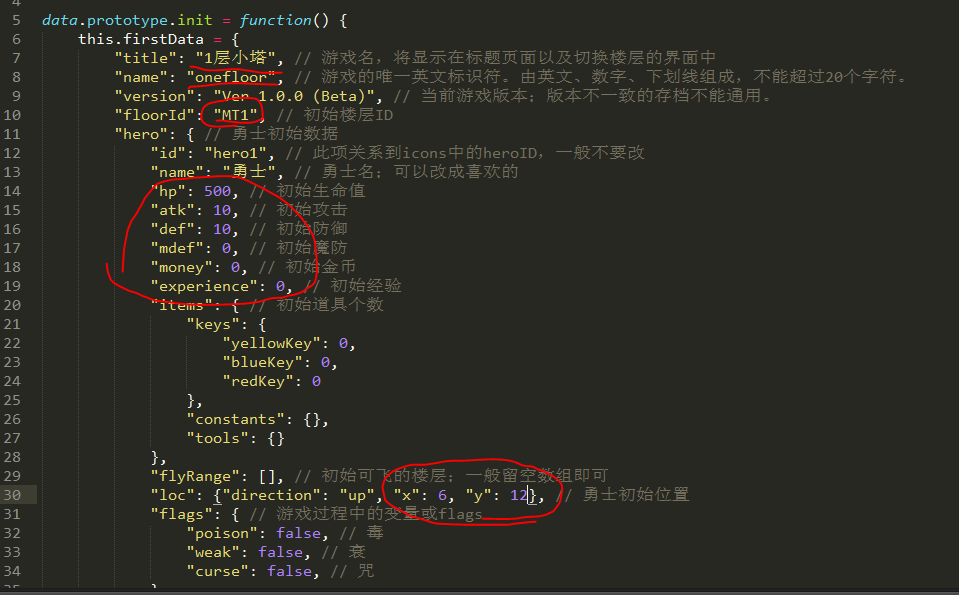 4
5 data.prototype.init = function() {
6 this.firstData = {
7 "title": "1层小塔", // 游戏名，将显示在标题页面以及切换楼层的界面中
8 "name": "onefloor", // 游戏的唯一英文标识符。由英文、数字、下划线组成，不能超过20个字符。
9 "version": "Ver 1.0.0 (Beta)", // 当前游戏版本；版本不一致的存档不能通用。
10 "floorId": "MT1", // 初始楼层ID
11 "hero": { // 勇士初始数据
12 "id": "hero1", // 此项关系到icons中的heroID，一般不要改
13 "name": "勇士", // 勇士名；可以改成喜欢的
14 "hp": 500, // 初始生命值
15 "atk": 10, // 初始攻击
16 "def": 10, // 初始防御
17 "mdef": 0, // 初始魔防
18 "money": 0, // 初始金币
19 "experience": 0, // 初始经验
20 "items": { // 初始道具个数
21 "keys": {
22 "yellowKey": 0,
23 "blueKey": 0,
24 "redKey": 0
25 },
26 "constants": {},
27 "tools": {}
28 },
29 "flyRange": [], // 初始可飞的楼层；一般留空数组即可
30 "loc": {"direction": "up", "x": 6, "y": 12}, // 勇士初始位置
31 "flags": { // 游戏过程中的变量或flags
32 "poison": false, // 毒
33 "weak": false, // 衰
34 "curse": false, // 咒